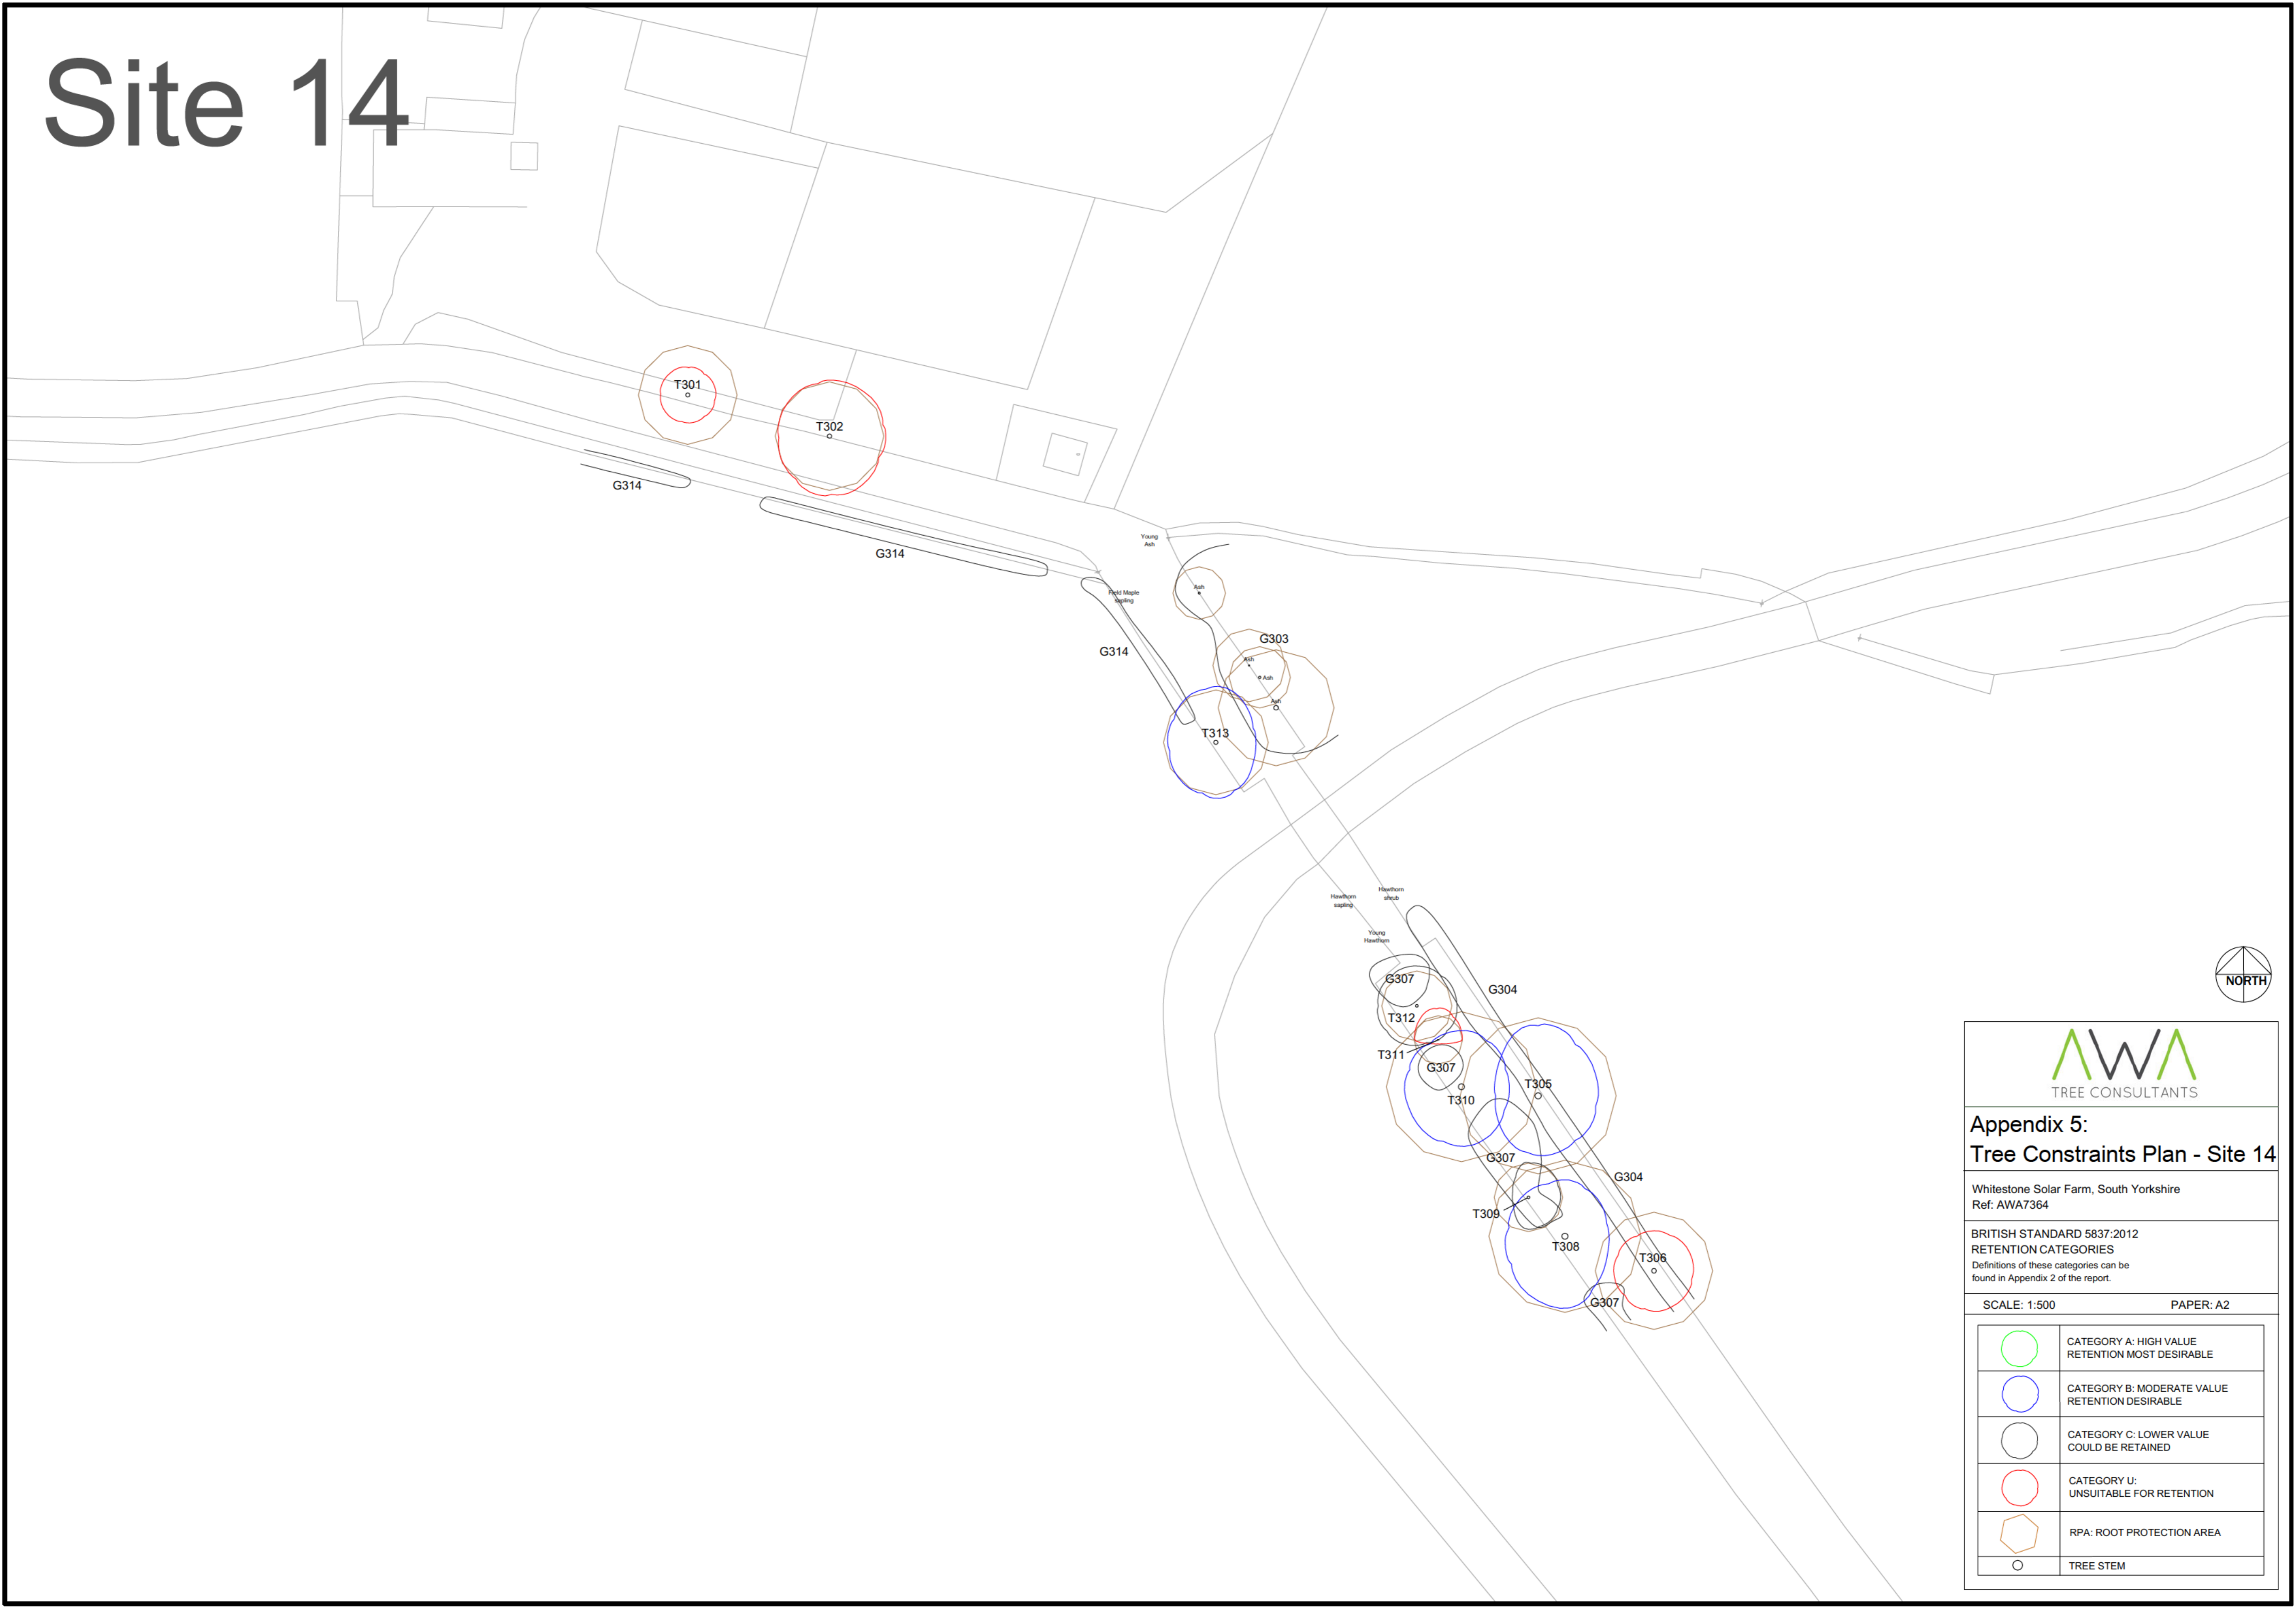 Site 14
T301
T302
G314
G314
Young
Ash
Ash
Field Maple
sapling
G303
G314
Ash
Ash
Ash
T313
Hawthorn
shrub
Hawthorn
sapling
Young
Hawthorn
G307
G304
T312
T311
G307
T305
T310
G307
G304
T309
T308
T306
G307
NORTH
AWA
TREE CONSULTANTS
Appendix 5:
Tree Constraints Plan - Site 14
Whitestone Solar Farm, South Yorkshire
Ref: AWA7364
BRITISH STANDARD 5837:2012
RETENTION CATEGORIES
Definitions of these categories can be
found in Appendix 2 of the report.
SCALE: 1:500 PAPER: A2
CATEGORY A: HIGH VALUE
RETENTION MOST DESIRABLE
CATEGORY B: MODERATE VALUE
RETENTION DESIRABLE
CATEGORY C: LOWER VALUE
COULD BE RETAINED
CATEGORY U:
UNSUITABLE FOR RETENTION
RPA: ROOT PROTECTION AREA
TREE STEM